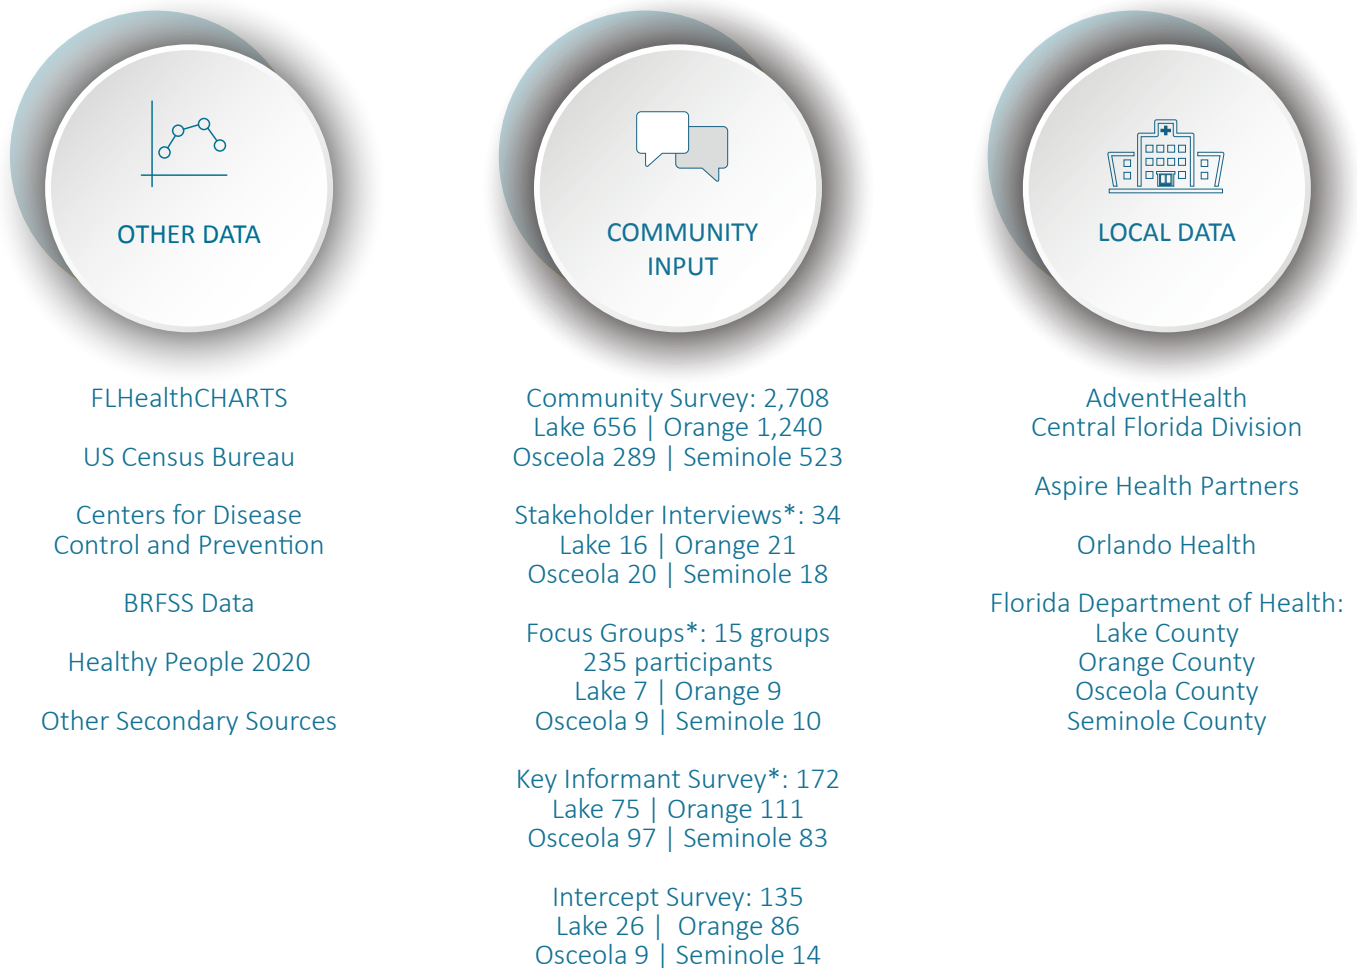 OTHER DATA
FLHealthCHARTS
US Census Bureau
Centers for Disease
Control and Prevention
BRFSS Data
Healthy People 2020
Other Secondary Sources
COMMUNITY
INPUT
Community Survey: 2,708
Lake 656 | Orange 1,240
Osceola 289 | Seminole 523
Stakeholder Interviews*: 34
Lake 16 | Orange 21
Osceola 20 | Seminole 18
Focus Groups*: 15 groups
235 participants
Lake 7 | Orange 9
Osceola 9 | Seminole 10
Key Informant Survey*: 172
Lake 75 | Orange 111
Osceola 97 | Seminole 83
Intercept Survey: 135
Lake 26 | Orange 86
Osceola 9 | Seminole 14
LOCAL DATA
AdventHealth
Central Florida Division
Aspire Health Partners
Orlando Health
Florida Department of Health:
Lake County
Orange County
Osceola County
Seminole County